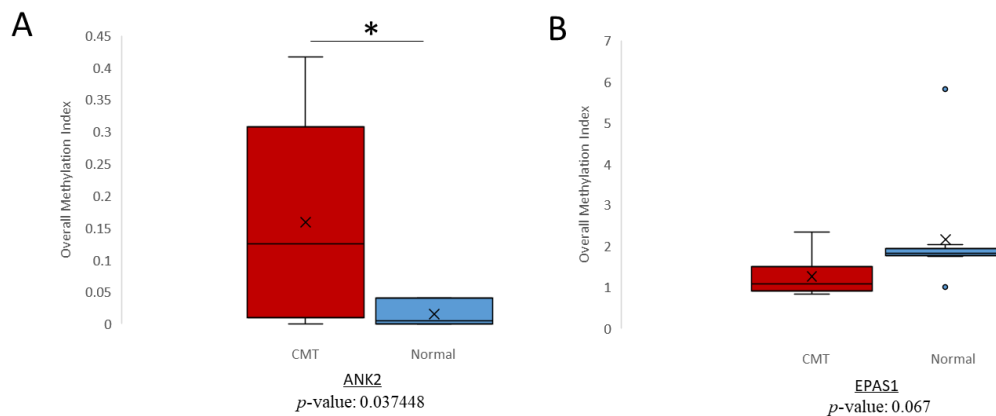 A
*
Overall Methylation Index
0.45
0.4
0.35
0.3
0.25
0.2
0.15
0.1
0.05
0
CMT Normal
ANK2
p-value: 0.037448
B
Overall Methylation Index
7
6
5
4
3
2
1
0
CMT Normal
EPAS1
p-value: 0.067